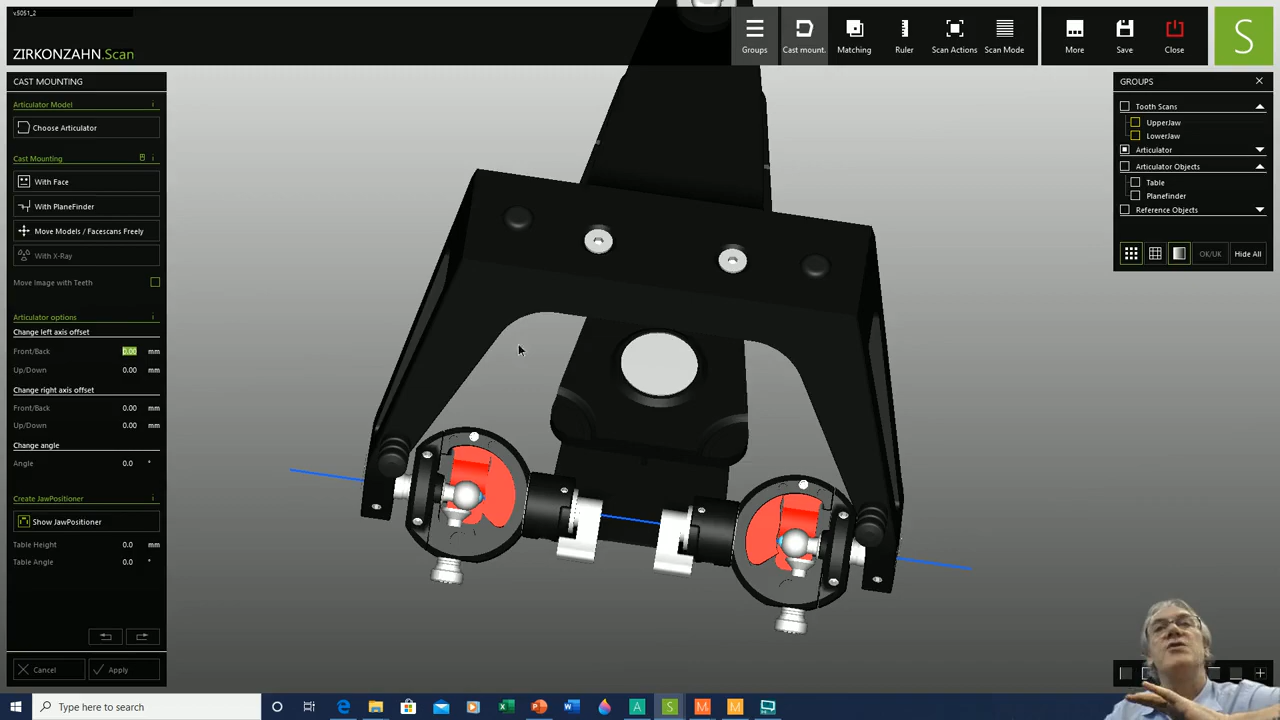 v5051_2
ZIRKONZAHN.Scan
Groups
Cast mount.
Matching
Ruler
Scan Actions
Scan Mode
More
Save
Close
S
CAST MOUNTING
Articulator Model i
Choose Articulator
Cast Mounting i
With Face
With PlaneFinder
Move Models / Facescans Freely
With X-Ray
Move Image with Teeth
Articulator options i
Change left axis offset
Front/Back 0.00 mm
Up/Down 0.00 mm
Change right axis offset
Front/Back 0.00 mm
Up/Down 0.00 mm
Change angle
Angle 0.0 °
Create JawPositioner i
Show JawPositioner
Table Height 0.0 mm
Table Angle 0.0 °
Cancel
Apply
GROUPS
Tooth Scans
UpperJaw
LowerJaw
Articulator
Articulator Objects
Table
Planefinder
Reference Objects
OK/UK
Hide All
Type here to search
A
S
M
M